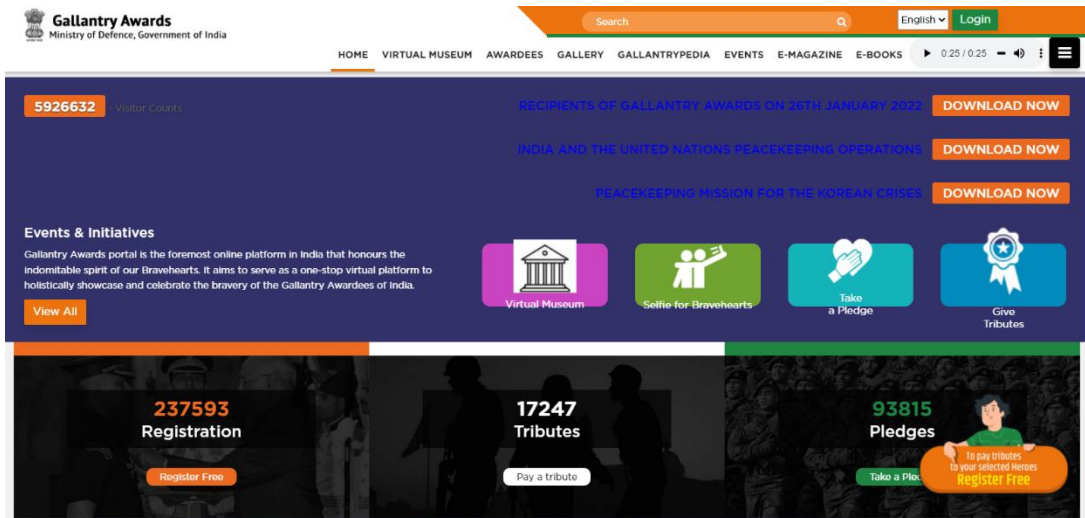 Gallantry Awards
Ministry of Defence, Government of India
Search
English
Login
HOME VIRTUAL MUSEUM AWARDEES GALLERY GALLANTRYPEDIA EVENTS E-MAGAZINE E-BOOKS 0:25 / 0:25
5926632 - Visitor Counts
RECIPIENTS OF GALLANTRY AWARDS ON 26TH JANUARY 2022 DOWNLOAD NOW
INDIA AND THE UNITED NATIONS PEACEKEEPING OPERATIONS DOWNLOAD NOW
PEACEKEEPING MISSION FOR THE KOREAN CRISES DOWNLOAD NOW
Events & Initiatives
Gallantry Awards portal is the foremost online platform in India that honours the
indomitable spirit of our Bravehearts. It aims to serve as a one-stop virtual platform to
holistically showcase and celebrate the bravery of the Gallantry Awardees of India.
View All
Virtual Museum
Selfie for Bravehearts
Take
a Pledge
Give
Tributes
237593
Registration
Register Free
17247
Tributes
Pay a tribute
93815
Pledges
Take a Ple
To pay tributes
to your selected Heroes
Register Free